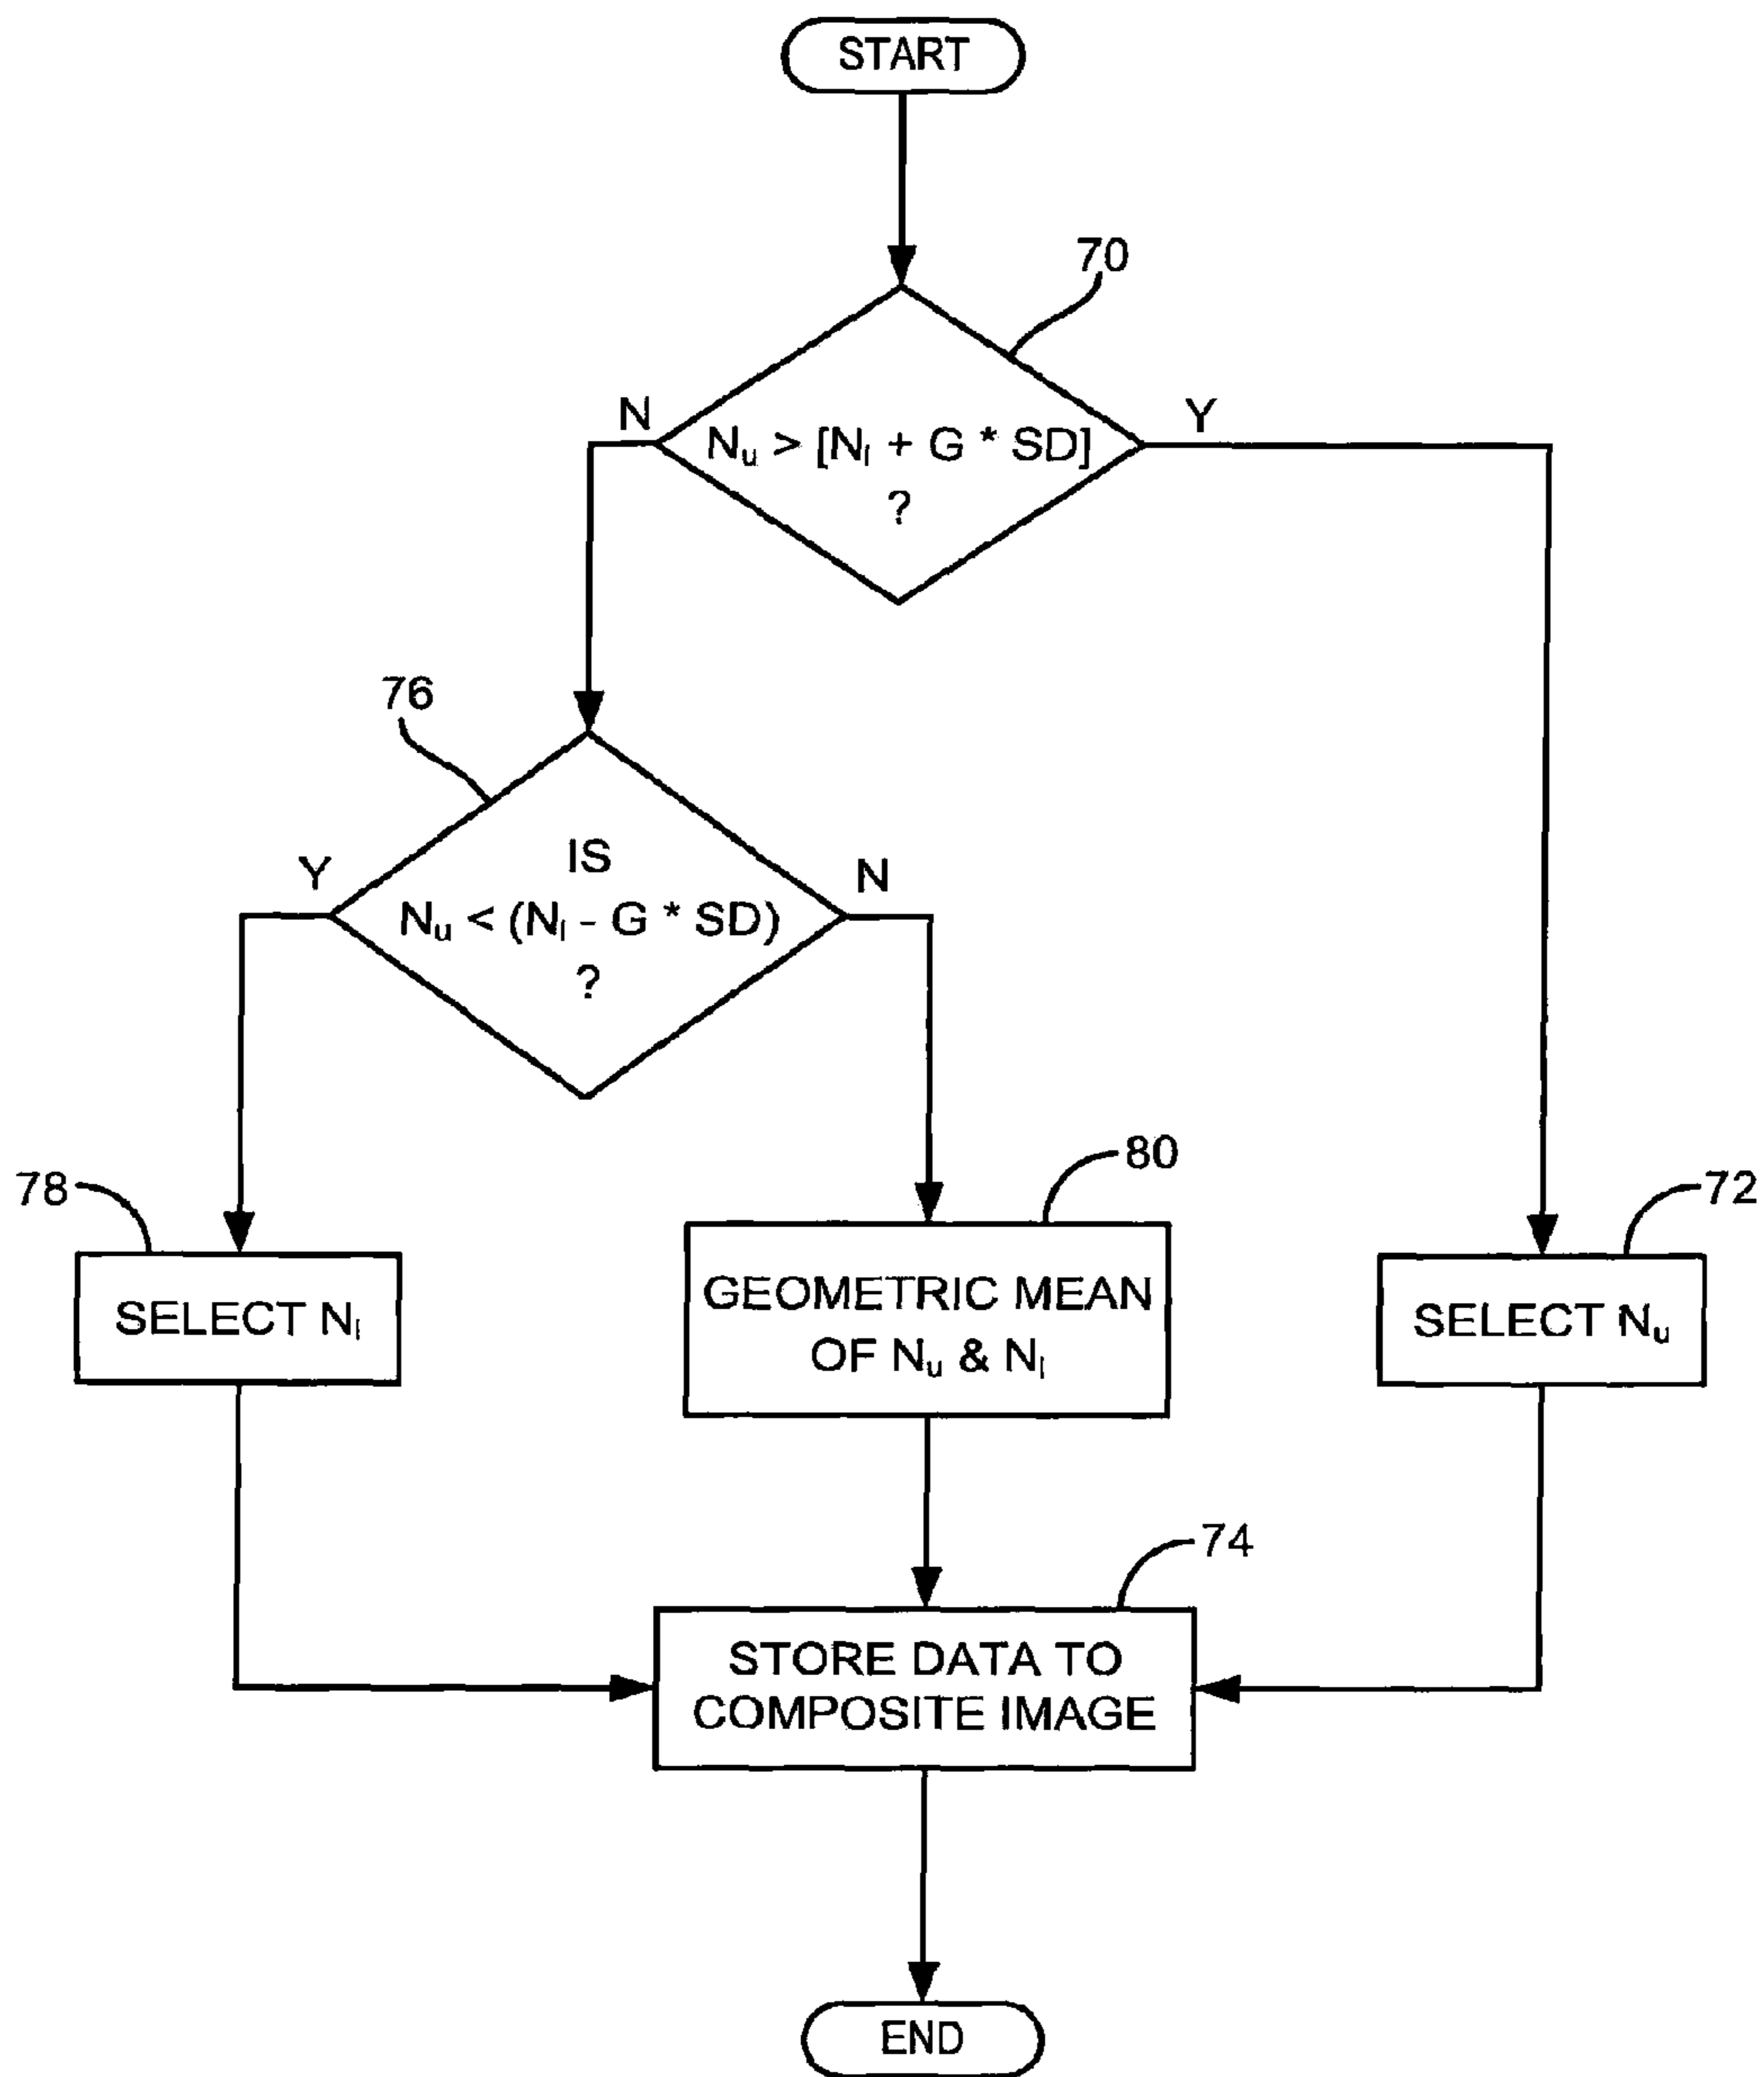 START
70
N
Y
Nu > [Nl + G * SD]
?
76
IS
Y
N
Nu < (Nl - G * SD)
?
78
80
72
SELECT Nl
GEOMETRIC MEAN
OF Nu & Nl
SELECT Nu
74
STORE DATA TO
COMPOSITE IMAGE
END